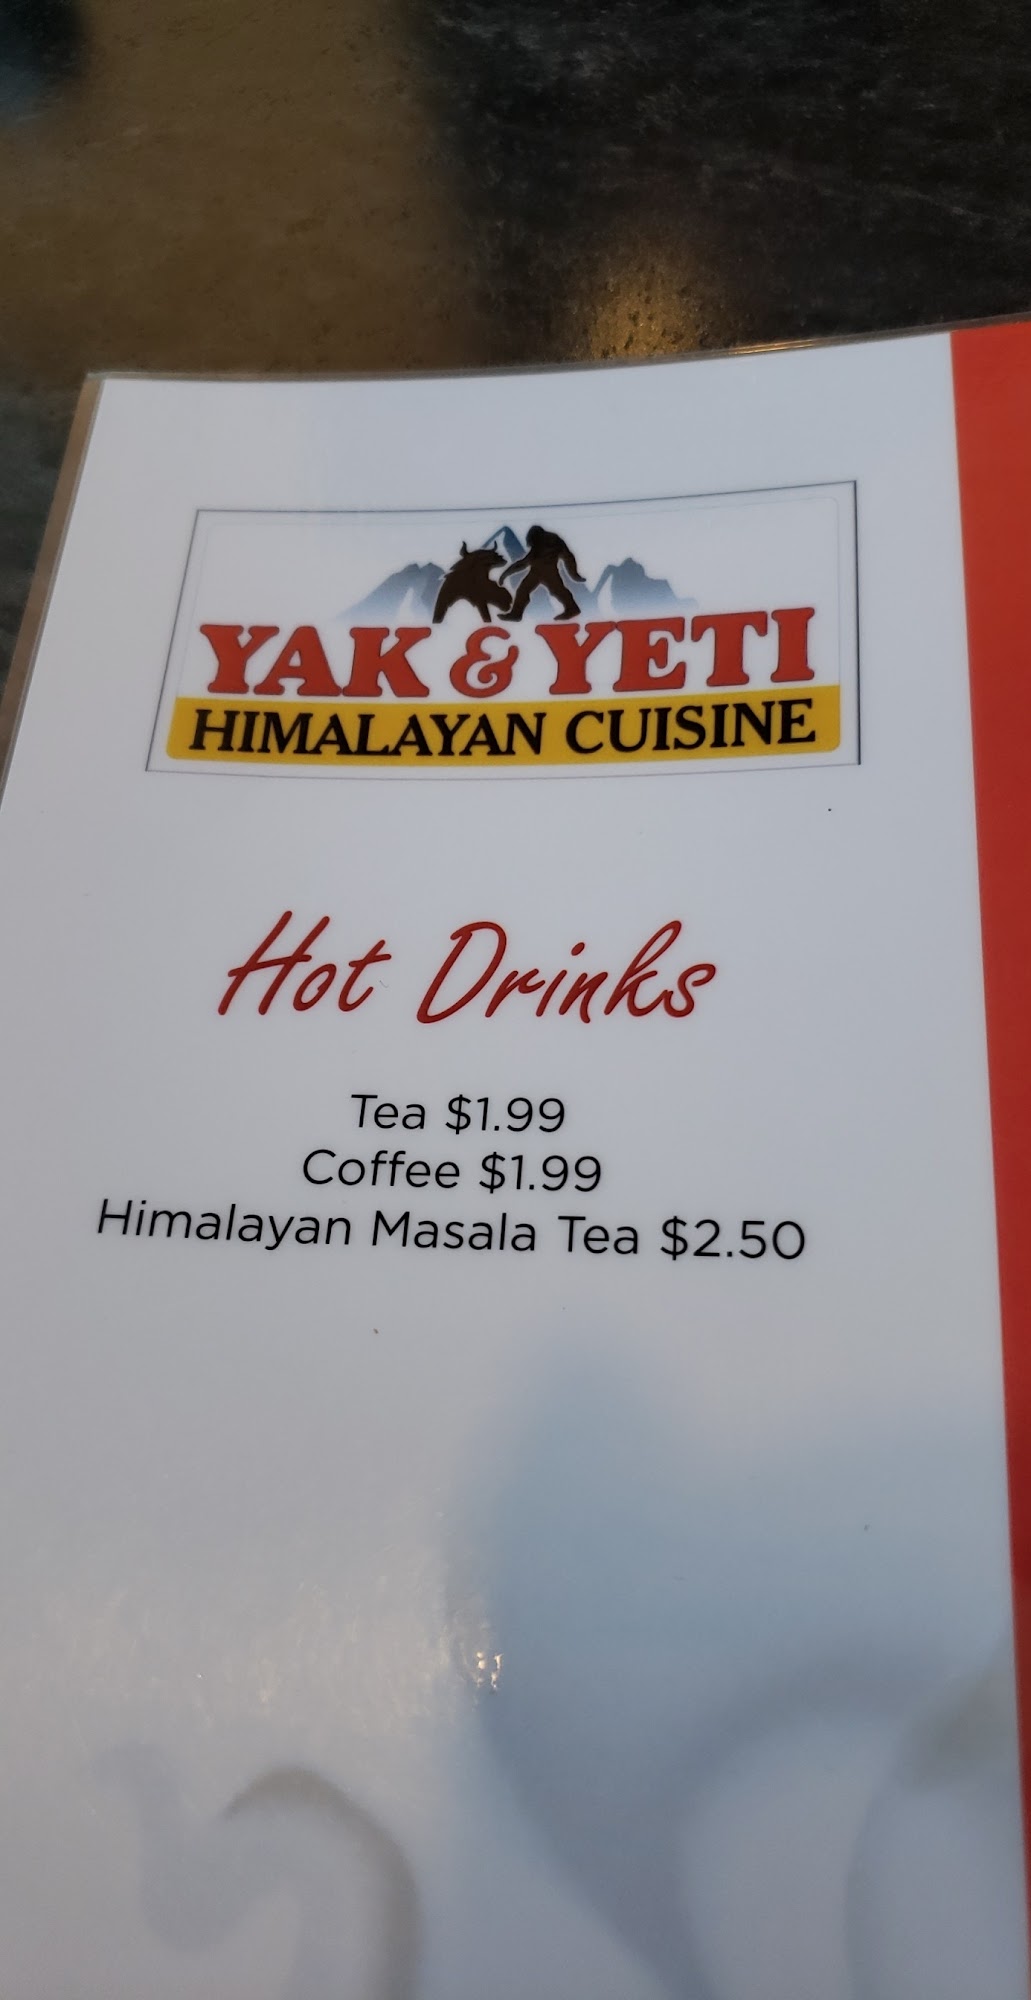 YAK & YETI
HIMALAYAN CUISINE
Hot Drinks
Tea $1.99
Coffee $1.99
Himalayan Masala Tea $2.50